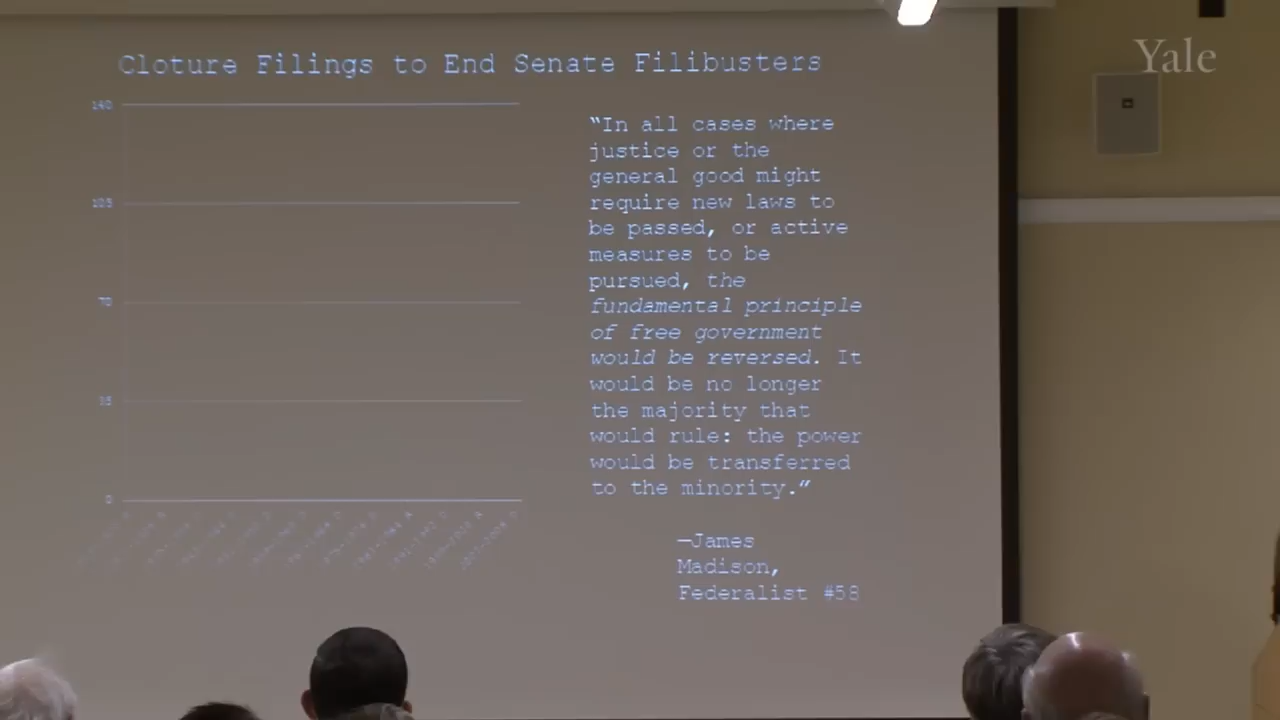 Cloture Filings to End Senate Filibusters
Yale
140
105
70
35
0
“In all cases where
justice or the
general good might
require new laws to
be passed, or active
measures to be
pursued, the
fundamental principle
of free government
would be reversed. It
would be no longer
the majority that
would rule: the power
would be transferred
to the minority.”
—James
Madison,
Federalist #58